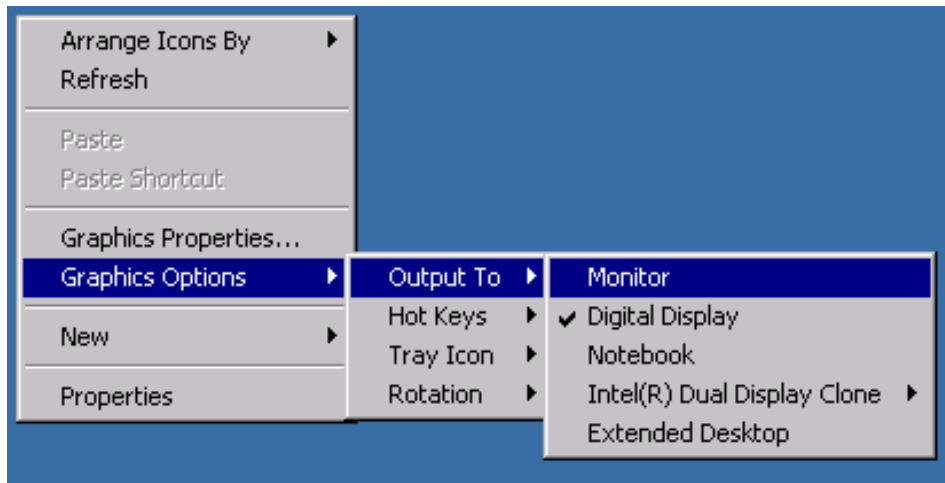 Arrange Icons By
Refresh
Paste
Paste Shortcut
Graphics Properties...
Graphics Options
New
Properties
Output To
Hot Keys
Tray Icon
Rotation
Monitor
Digital Display
Notebook
Intel(R) Dual Display Clone
Extended Desktop